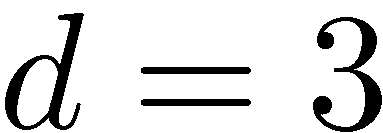 d = 3